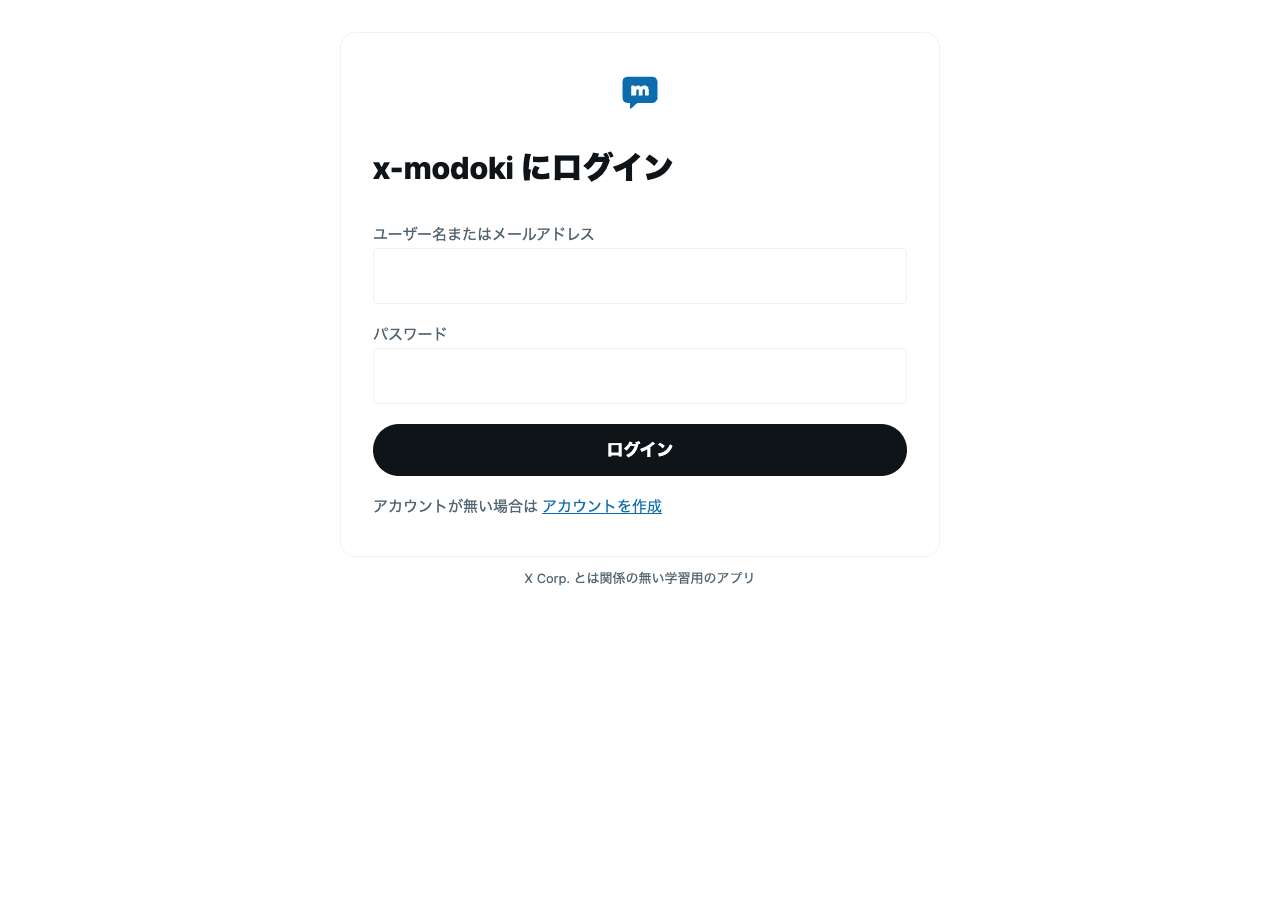 m
x-modoki にログイン
ユーザー名またはメールアドレス
パスワード
ログイン
アカウントが無い場合は アカウントを作成
X Corp. とは関係の無い学習用のアプリ